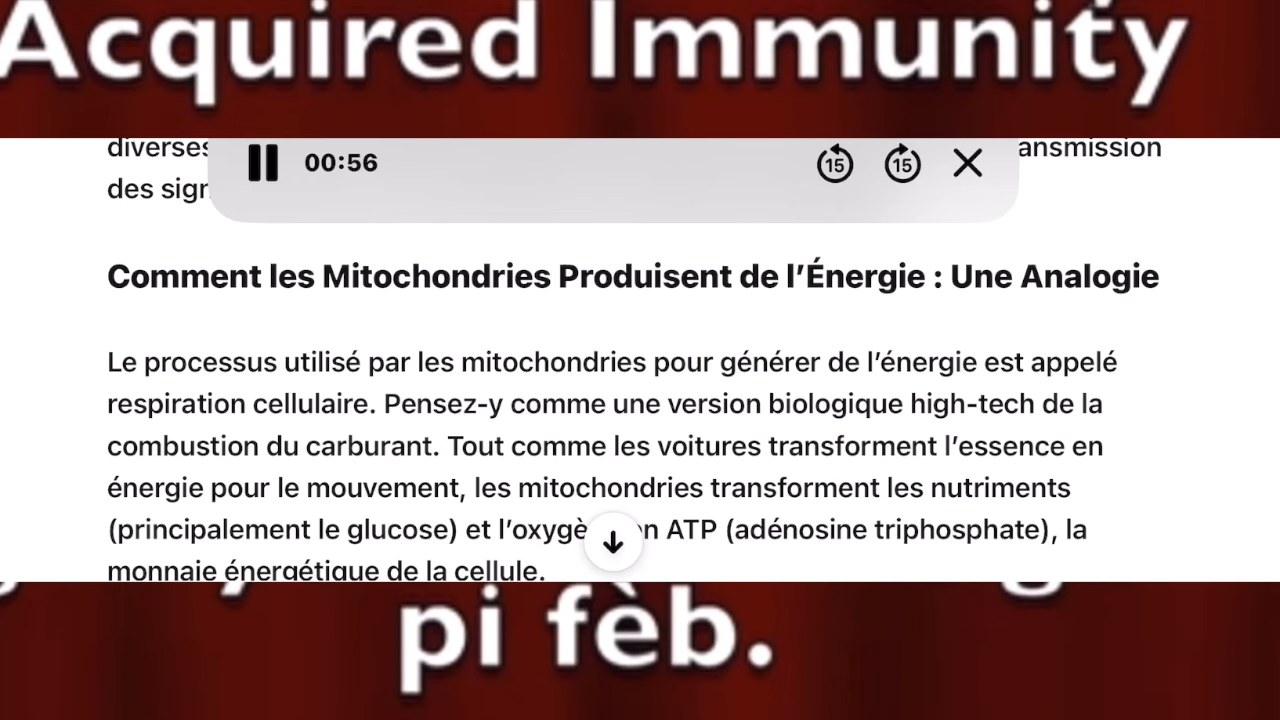 Acquired Immunity
00:56
15
15
diverses
ansmission
des sign
Comment les Mitochondries Produisent de l’Énergie : Une Analogie
Le processus utilisé par les mitochondries pour générer de l’énergie est appelé
respiration cellulaire. Pensez-y comme une version biologique high-tech de la
combustion du carburant. Tout comme les voitures transforment l’essence en
énergie pour le mouvement, les mitochondries transforment les nutriments
(principalement le glucose) et l’oxygè n ATP (adénosine triphosphate), la
monnaie énergétique de la cellule.
pi fèb.